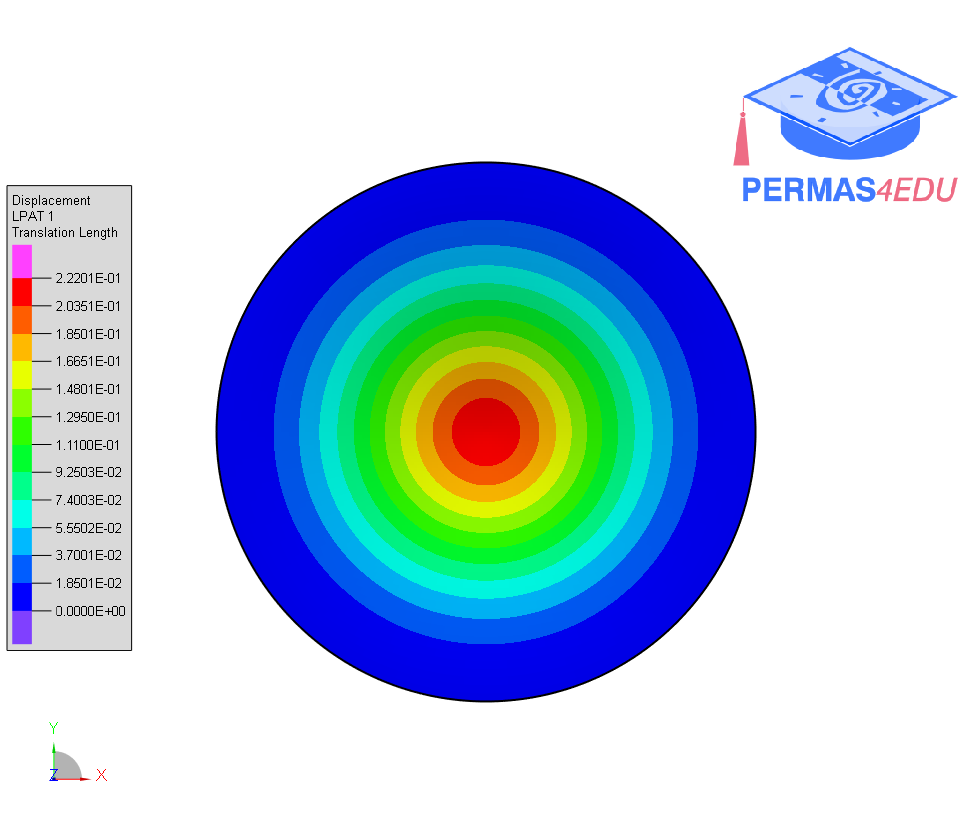 PERMAS4EDU
Displacement
LPAT 1
Translation Length
2.2201E-01
2.0351E-01
1.8501E-01
1.6651E-01
1.4801E-01
1.2950E-01
1.1100E-01
9.2503E-02
7.4003E-02
5.5502E-02
3.7001E-02
1.8501E-02
0.0000E+00
Y
Z
X